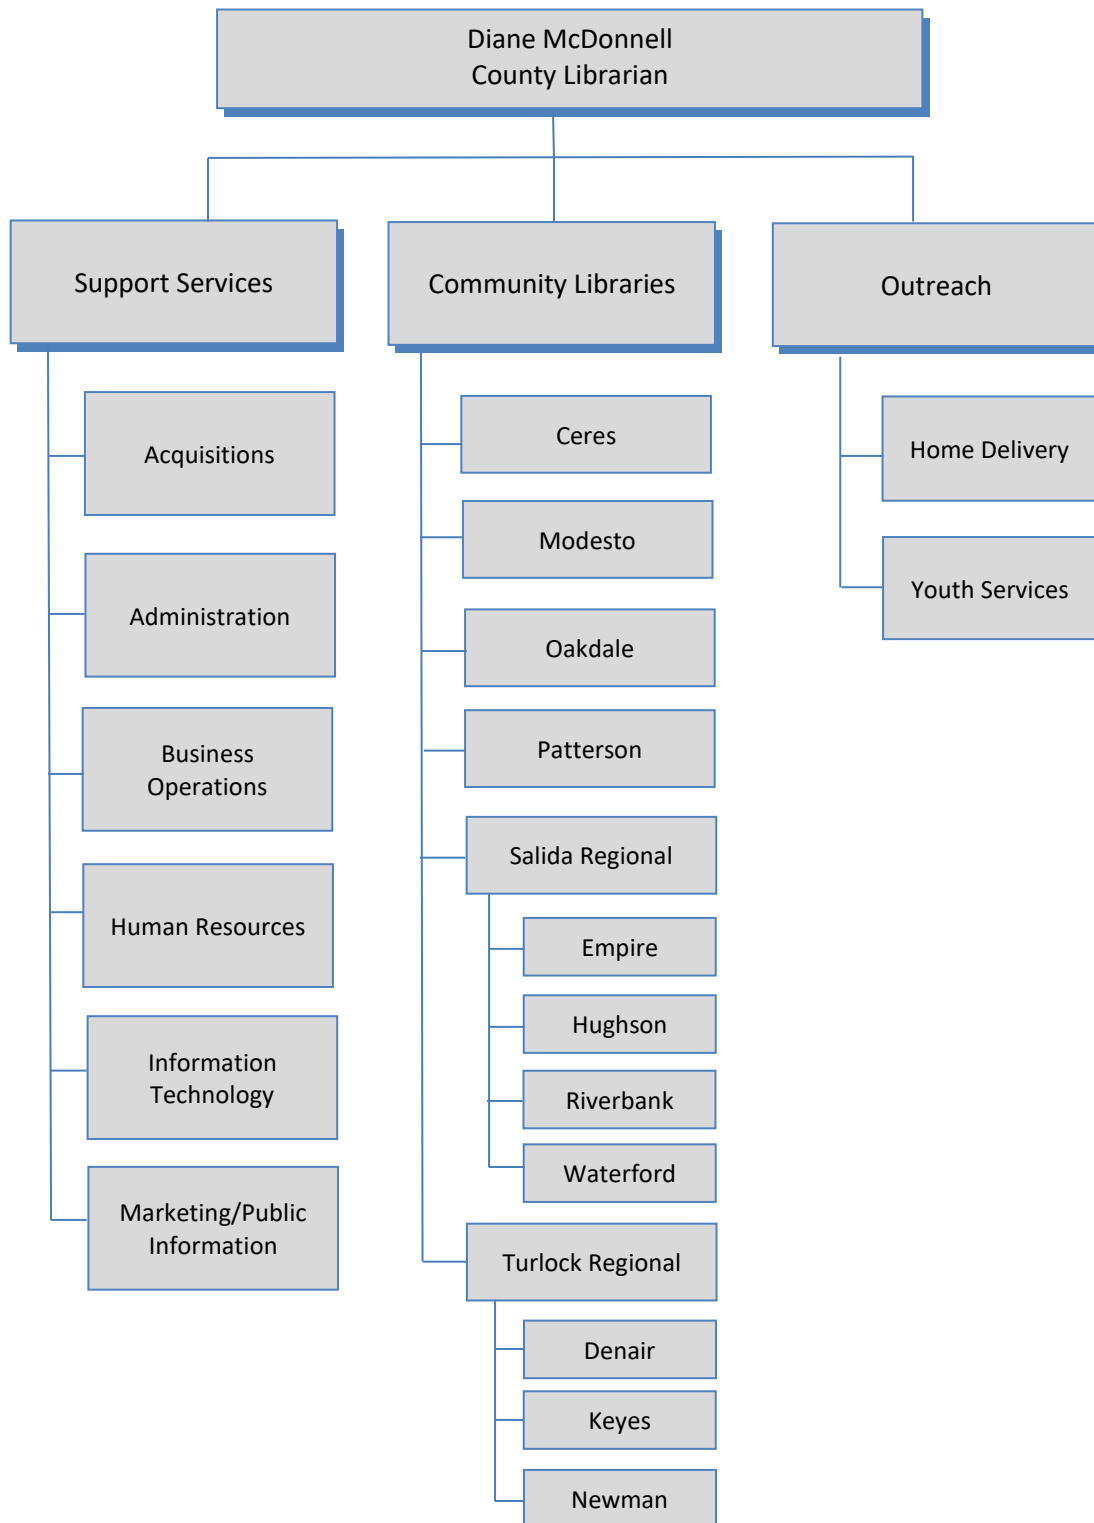 Diane McDonnell
County Librarian
Support Services
Acquisitions
Administration
Business
Operations
Human Resources
Information
Technology
Marketing/Public
Information
Community Libraries
Ceres
Modesto
Oakdale
Patterson
Salida Regional
Empire
Hughson
Riverbank
Waterford
Turlock Regional
Denair
Keyes
Newman
Outreach
Home Delivery
Youth Services